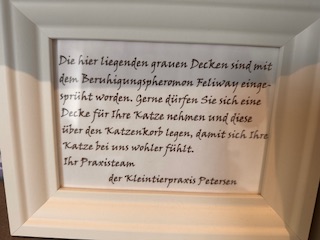 Die hier liegenden grauen Decken sind mit
dem Beruhigungspheromon Feliway einge-
sprüht worden. Gerne dürfen Sie sich eine
Decke für Ihre Katze nehmen und diese
über den Katzenkorb legen, damit sich Ihre
Katze bei uns wohler fühlt.
Ihr Praxisteam
der Kleintierpraxis Petersen